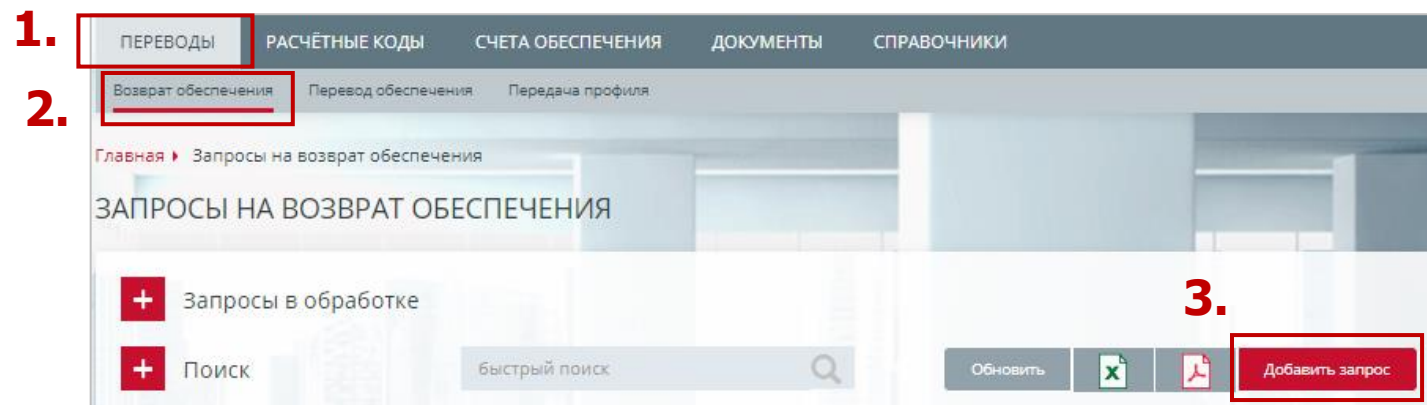 1.
ПЕРЕВОДЫ РАСЧЁТНЫЕ КОДЫ СЧЕТА ОБЕСПЕЧЕНИЯ ДОКУМЕНТЫ СПРАВОЧНИКИ
2.
Возврат обеспечения Перевод обеспечения Передача профиля
Главная Запросы на возврат обеспечения
ЗАПРОСЫ НА ВОЗВРАТ ОБЕСПЕЧЕНИЯ
Запросы в обработке
3.
Поиск быстрый поиск Обновить Добавить запрос